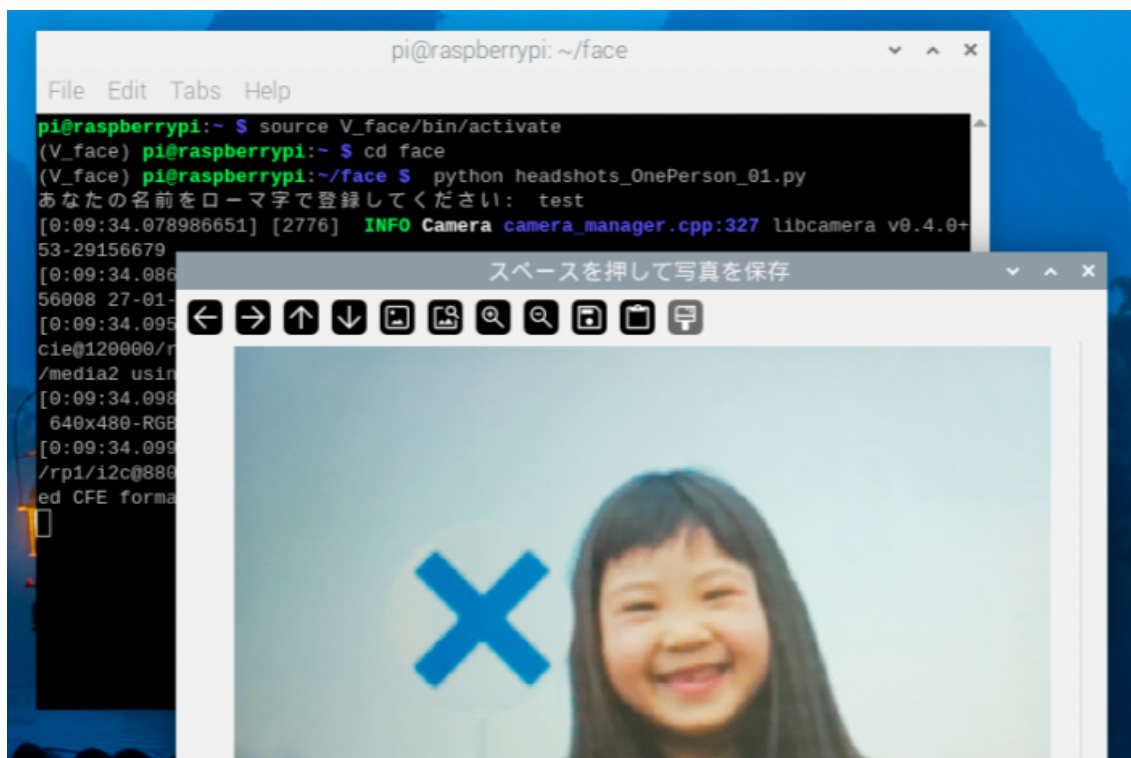 pi@raspberrypi: ~/face
File Edit Tabs Help
pi@raspberrypi:~ $ source V_face/bin/activate
(V_face) pi@raspberrypi:~ $ cd face
(V_face) pi@raspberrypi:~/face $  python headshots_OnePerson_01.py
あなたの名前をローマ字で登録してください: test
[0:09:34.078986651] [2776]  INFO Camera camera_manager.cpp:327 libcamera v0.4.0+
53-29156679
スペースを押して写真を保存
[0:09:34.086
56008 27-01-
[0:09:34.095
cie@120000/r
/media2 usin
[0:09:34.098
640x480-RGB
[0:09:34.099
/rp1/i2c@880
ed CFE forma